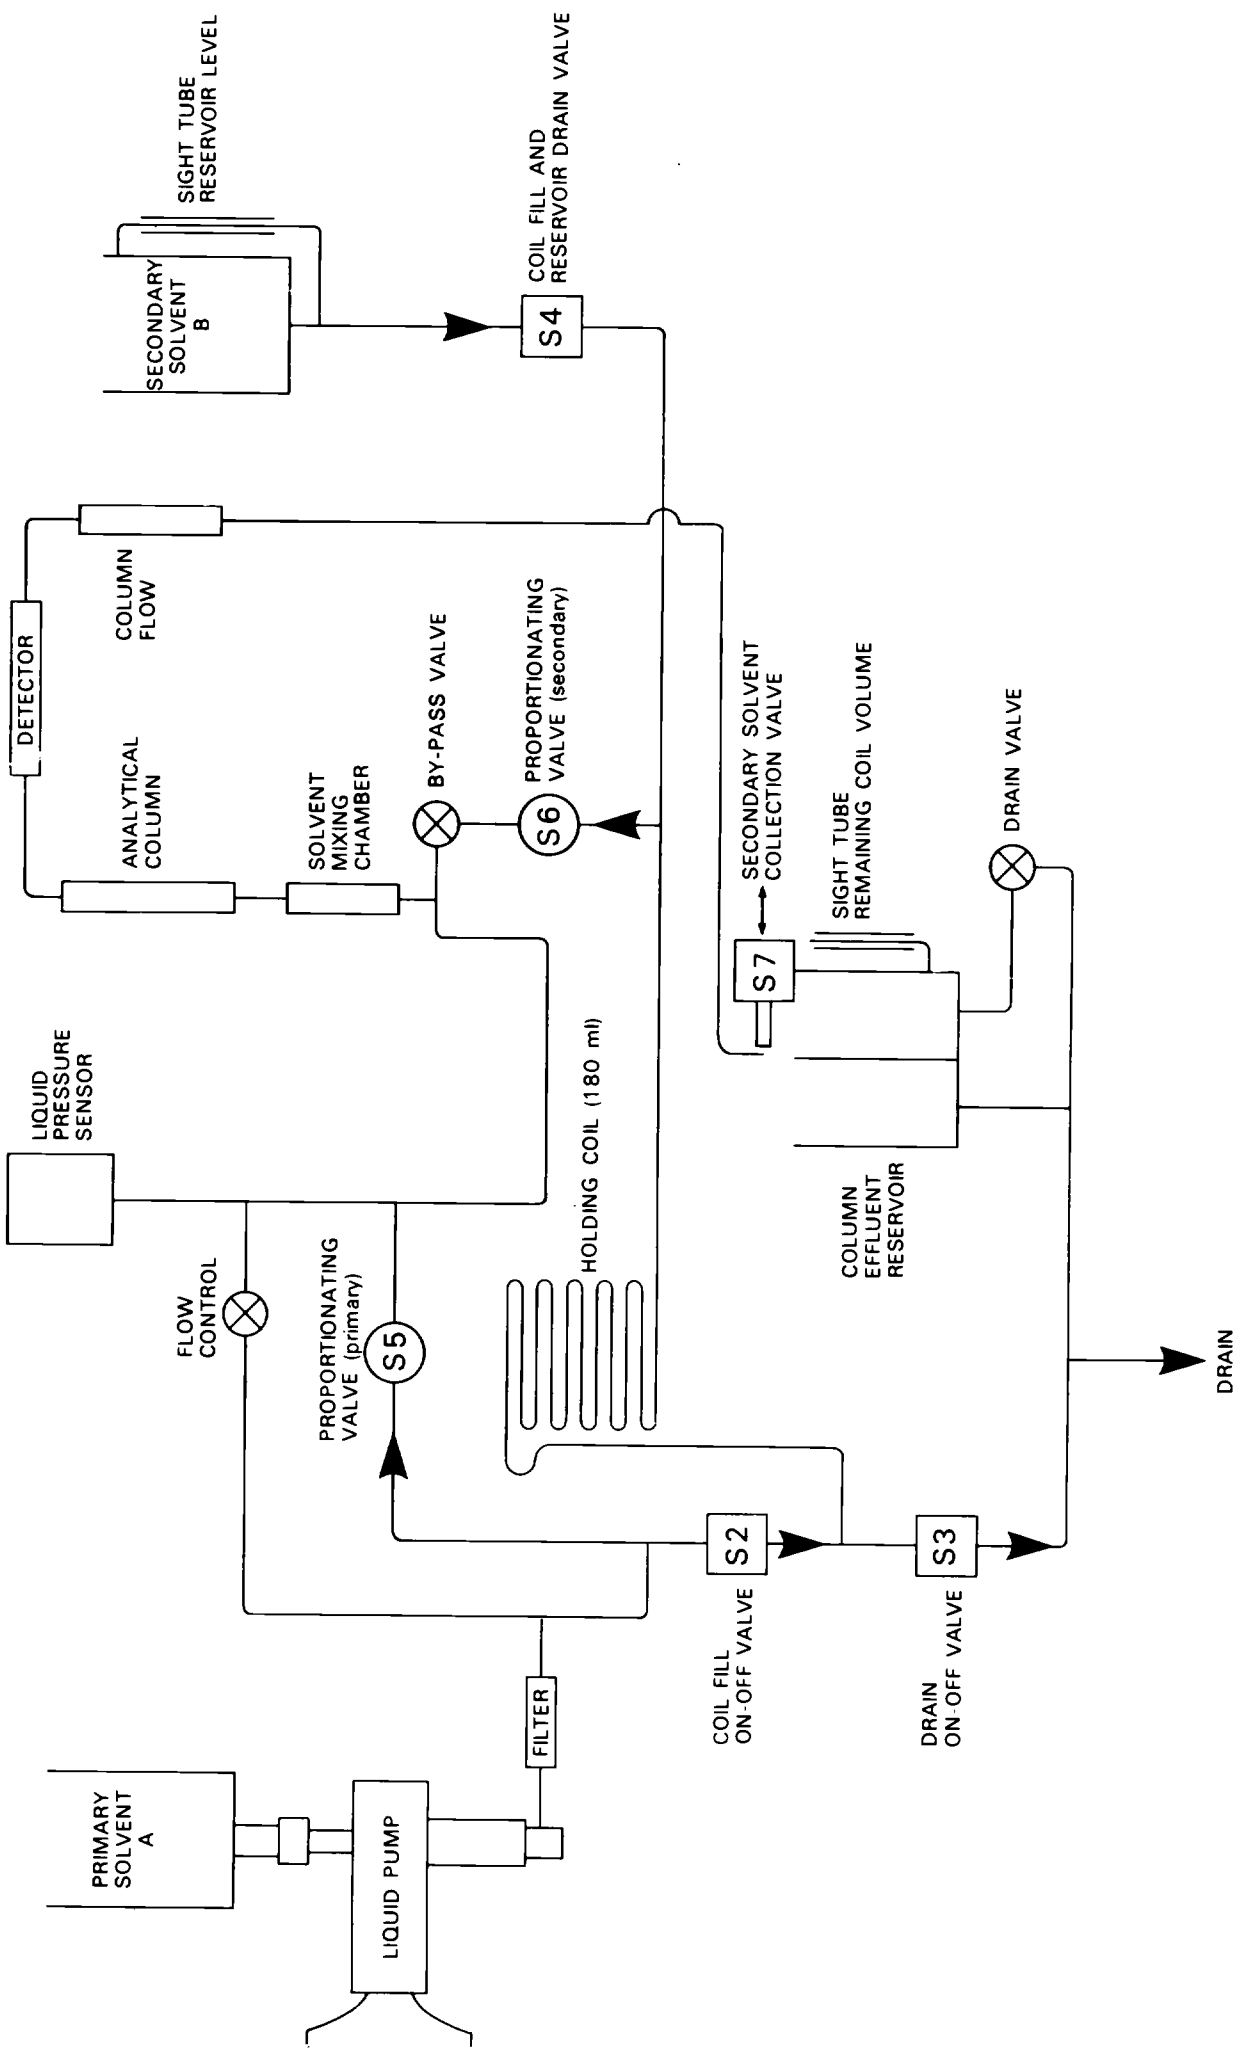 PRIMARY
SOLVENT
A
LIQUID PUMP
FILTER
FLOW
CONTROL
LIQUID
PRESSURE
SENSOR
PROPORTIONATING
VALVE (primary)
S5
COIL FILL
ON-OFF VALVE
S2
DRAIN
ON-OFF VALVE
S3
HOLDING COIL (180 ml)
DETECTOR
ANALYTICAL
COLUMN
SOLVENT
MIXING
CHAMBER
COLUMN
FLOW
BY-PASS VALVE
PROPORTIONATING
VALVE (secondary)
S6
SECONDARY
SOLVENT
B
SIGHT TUBE
RESERVOIR LEVEL
COIL FILL AND
RESERVOIR DRAIN VALVE
S4
SECONDARY SOLVENT
COLLECTION VALVE
S7
SIGHT TUBE
REMAINING COIL VOLUME
COLUMN
EFFLUENT
RESERVOIR
DRAIN VALVE
DRAIN